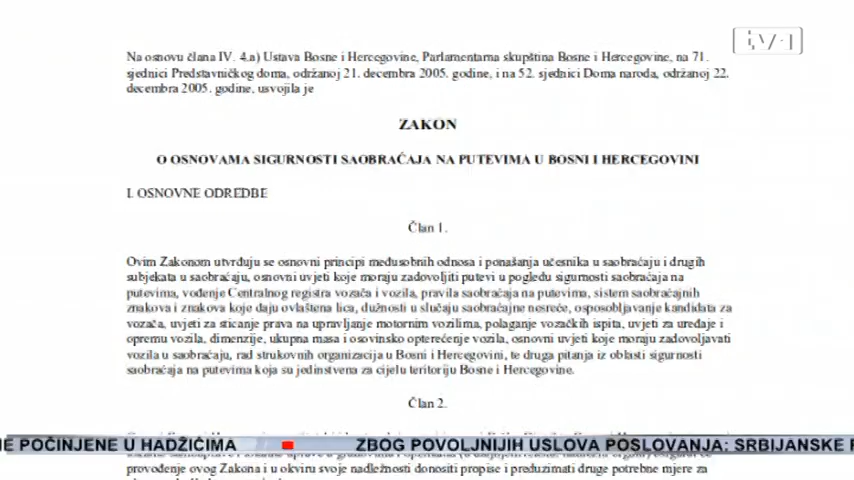 TV1
Na osnovu člana IV. 4.a) Ustava Bosne i Hercegovine, Parlamentarna skupština Bosne i Hercegovine, na 71.
sjednici Predstavničkog doma, održanoj 21. decembra 2005. godine, i na 52. sjednici Doma naroda, održanoj 22.
decembra 2005. godine, usvojila je
ZAKON
O OSNOVAMA SIGURNOSTI SAOBRAĆAJA NA PUTEVIMA U BOSNI I HERCEGOVINI
I. OSNOVNE ODREDBE
Član 1.
Ovim Zakonom utvrđuju se osnovni principi međusobnih odnosa i ponašanja učesnika u saobraćaju i drugih
subjekata u saobraćaju, osnovni uvjeti koje moraju zadovoljiti putevi u pogledu sigurnosti saobraćaja na
putevima, vođenje Centralnog registra vozača i vozila, pravila saobraćaja na putevima, sistem saobraćajnih
znakova i znakova koje daju ovlaštena lica, dužnosti u slučaju saobraćajne nesreće, osposobljavanje kandidata za
vozača, uvjeti za sticanje prava na upravljanje motornim vozilima, polaganje vozačkih ispita, uvjeti za uređaje i
opremu vozila, dimenzije, ukupna masa i osovinsko opterećenje vozila, osnovni uvjeti koje moraju zadovoljavati
vozila u saobraćaju, rad strukovnih organizacija u Bosni i Hercegovini, te druga pitanja iz oblasti sigurnosti
saobraćaja na putevima koja su jedinstvena za cijelu teritoriju Bosne i Hercegovine.
Član 2.
NE POČINJENE U HADŽIĆIMA ZBOG POVOLJNIJIH USLOVA POSLOVANJA: SRBIJANSKE
provođenje ovog Zakona i u okviru svoje nadležnosti donositi propise i preduzimati druge potrebne mjere za